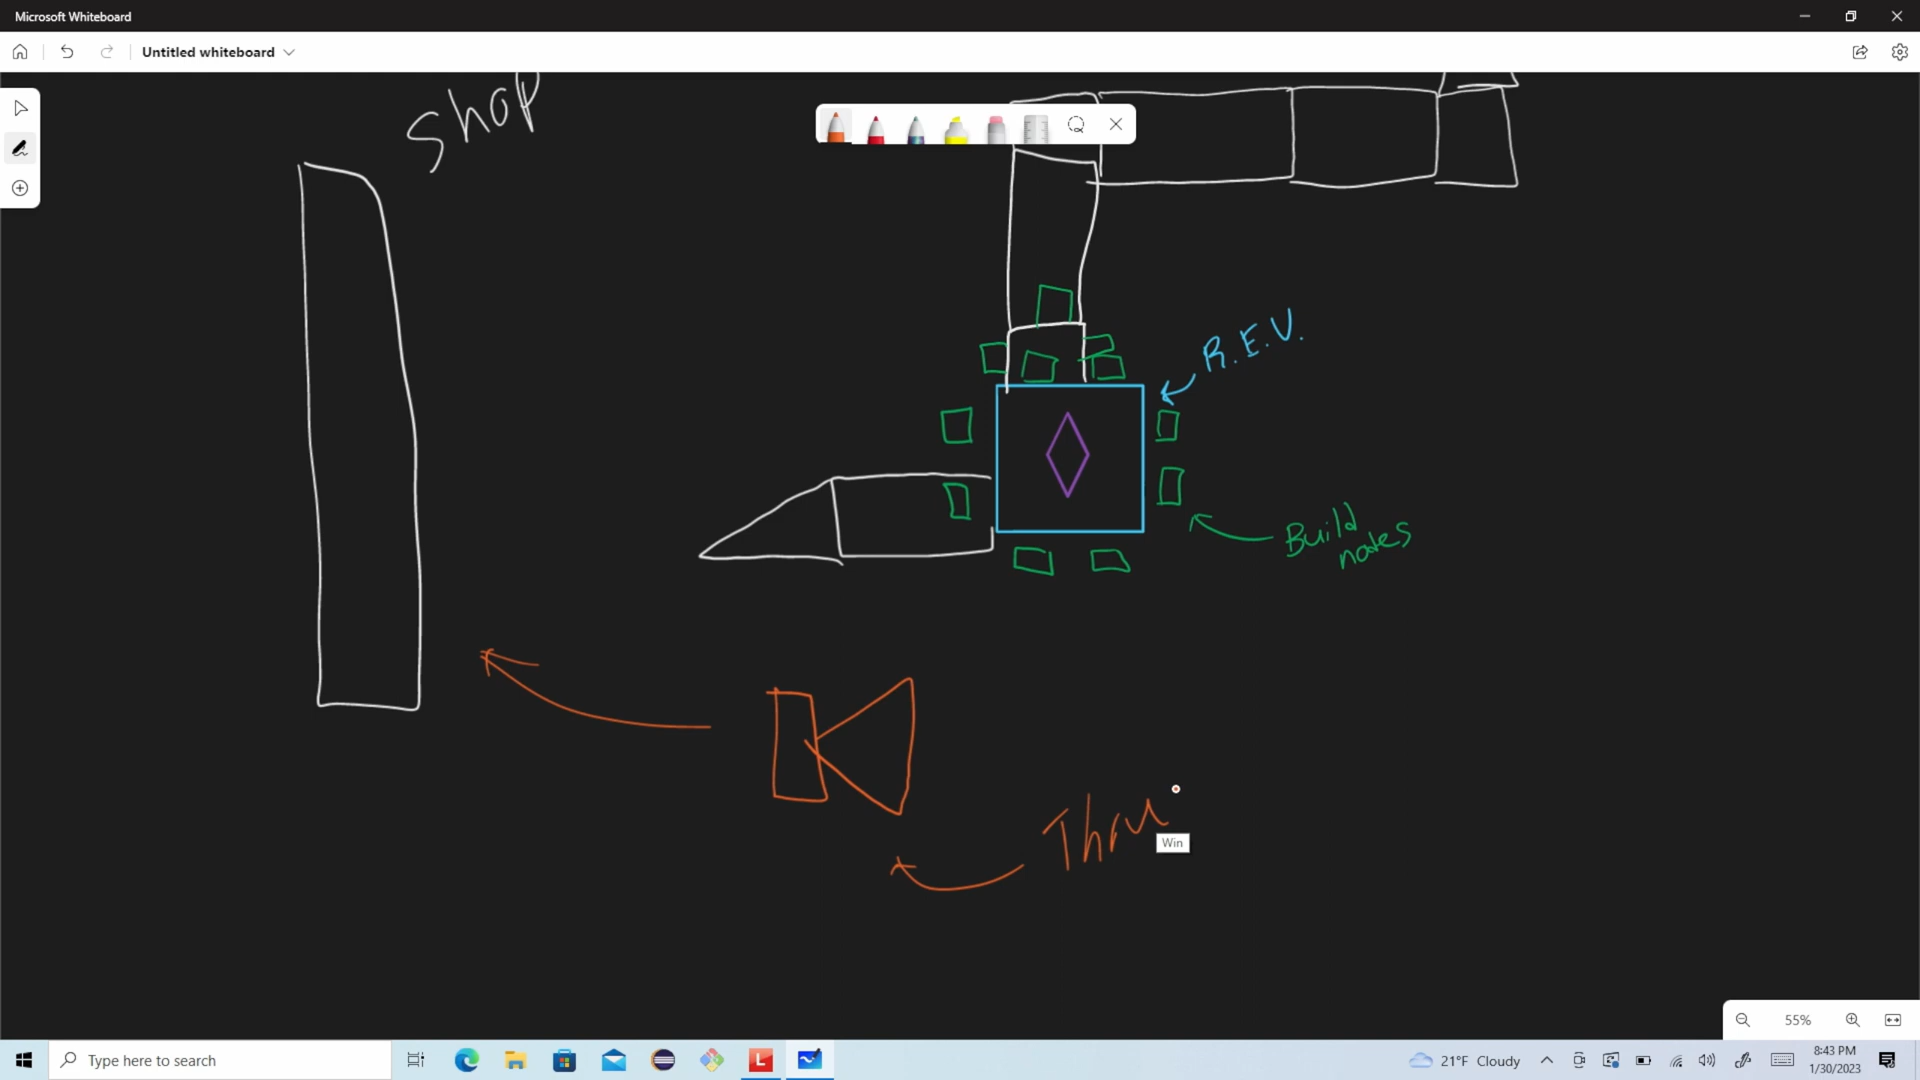 Microsoft Whiteboard
Untitled whiteboard
Shop
R.E.V.
Build
notes
Thru
Win
55%
Type here to search
L
21°F Cloudy
8:43 PM
1/30/2023